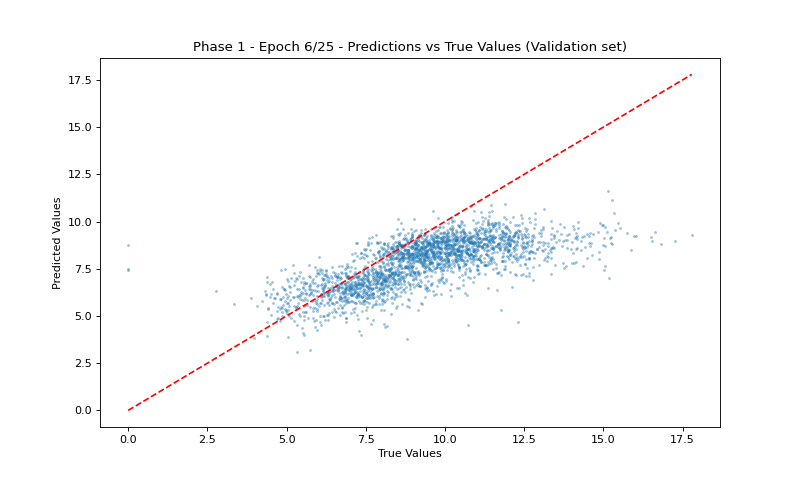 Phase 1 - Epoch 6/25 - Predictions vs True Values (Validation set)
17.5
15.0
12.5
10.0
7.5
5.0
2.5
0.0
Predicted Values
0.0 2.5 5.0 7.5 10.0 12.5 15.0 17.5
True Values